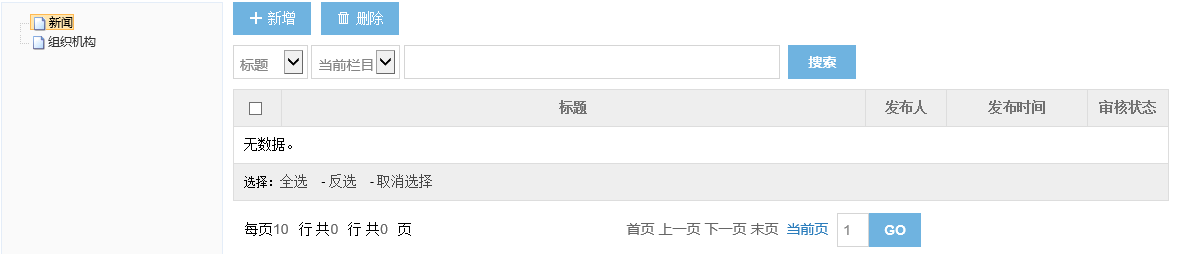 新闻
组织机构
新增 删除
标题 当前栏目 搜索
标题 发布人 发布时间 审核状态
无数据。
选择：全选 -反选 -取消选择
每页10 行 共0 行 共0 页 首页 上一页 下一页 末页 当前页 1 GO